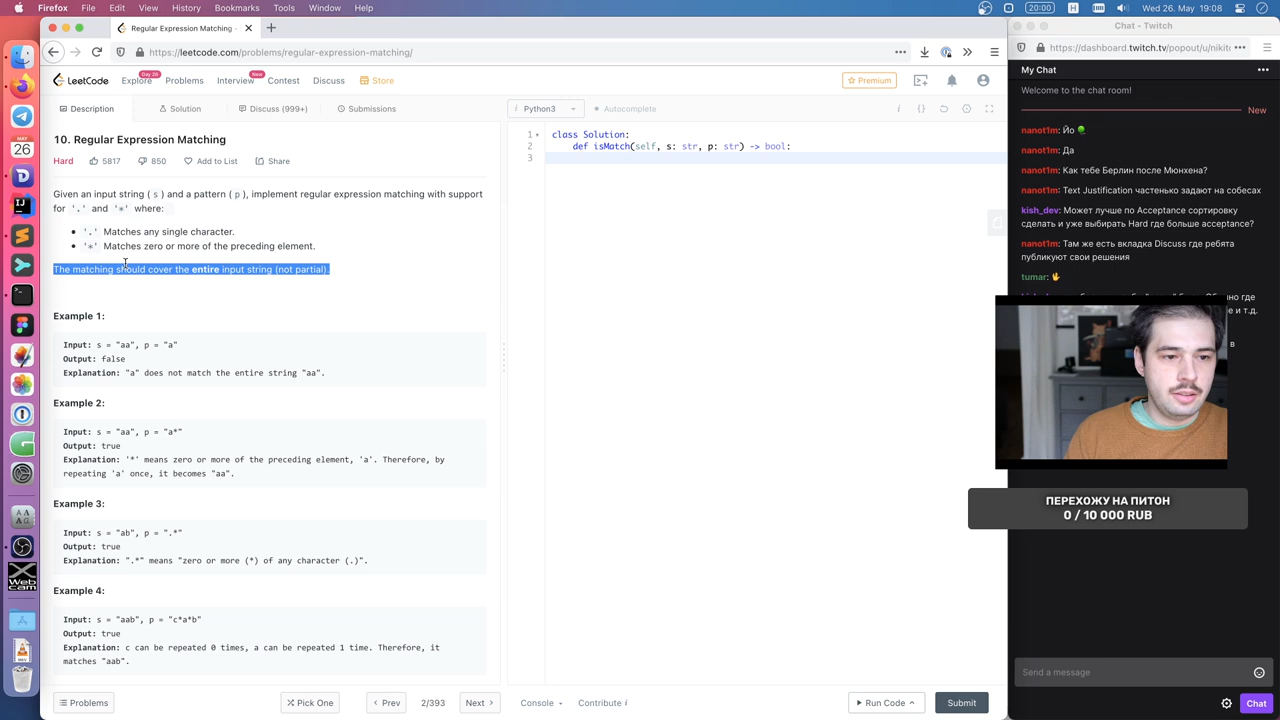 Firefox File Edit View History Bookmarks Tools Window Help
20:00 Wed 26. May 19:08
Regular Expression Matching -
https://leetcode.com/problems/regular-expression-matching/
LeetCode Explore Day 26 Problems Interview New Contest Discuss Store
Premium
Description Solution Discuss (999+) Submissions
10. Regular Expression Matching
Hard 5817 850 Add to List Share
Given an input string ( s ) and a pattern ( p ), implement regular expression matching with support
for '.' and '*' where:
'.' Matches any single character.
'*' Matches zero or more of the preceding element.
The matching should cover the entire input string (not partial).
Example 1:
Input: s = "aa", p = "a"
Output: false
Explanation: "a" does not match the entire string "aa".
Example 2:
Input: s = "aa", p = "a*"
Output: true
Explanation: '*' means zero or more of the preceding element, 'a'. Therefore, by
repeating 'a' once, it becomes "aa".
Example 3:
Input: s = "ab", p = ".*"
Output: true
Explanation: ".*" means "zero or more (*) of any character (.)".
Example 4:
Input: s = "aab", p = "c*a*b"
Output: true
Explanation: c can be repeated 0 times, a can be repeated 1 time. Therefore, it
matches "aab".
Problems Pick One Prev 2/393 Next
i Python3 Autocomplete
1 class Solution:
2 def isMatch(self, s: str, p: str) -> bool:
3
Console Contribute i Run Code Submit
Chat - Twitch
https://dashboard.twitch.tv/popout/u/nikit
My Chat
Welcome to the chat room!
New
nanot1m: Йо
nanot1m: Да
nanot1m: Как тебе Берлин после Мюнхена?
nanot1m: Text Justification частенько задают на собесах
kish_dev: Может лучше по Acceptance сортировку
сделать и уже выбирать Hard где больше acceptance?
nanot1m: Там же есть вкладка Discuss где ребята
публикуют свои решения
tumar:
но где
е и т.д.
в
ПЕРЕХОЖУ НА ПИТОН
0 / 10 000 RUB
Send a message
Chat
MAY
26
Web
cam